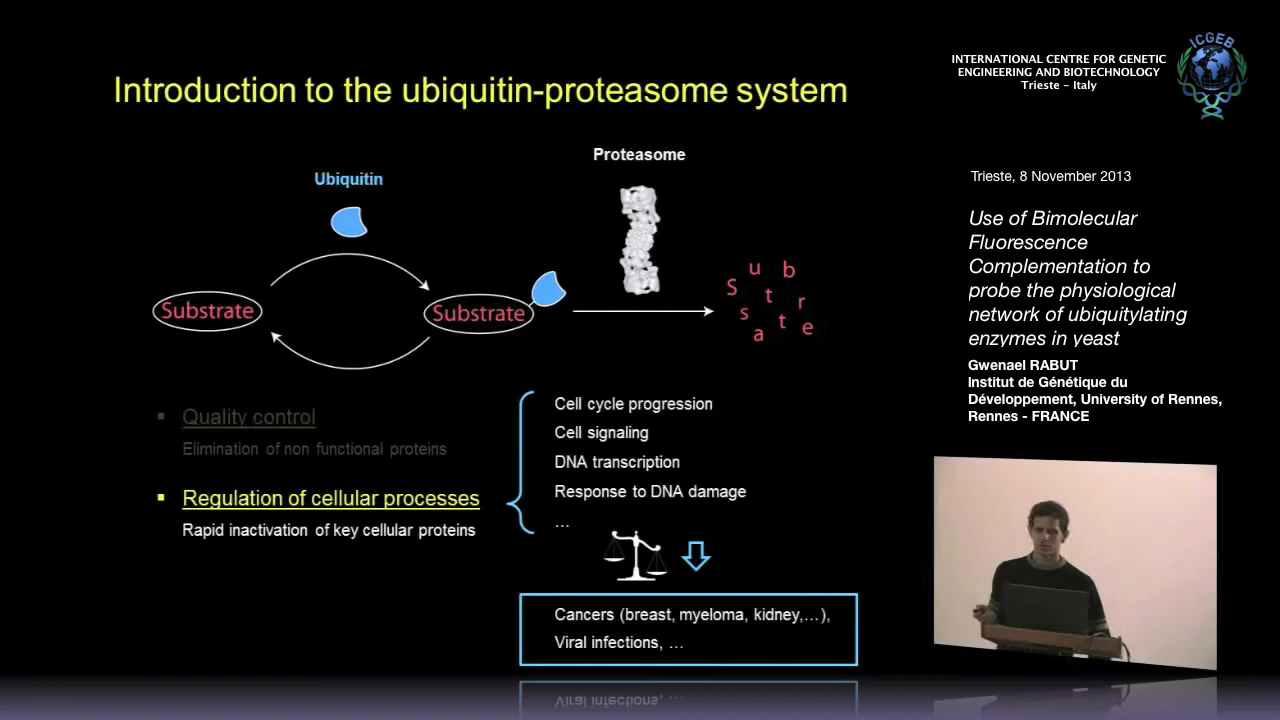 Introduction to the ubiquitin-proteasome system
Ubiquitin
Proteasome
Substrate
Substrate
S u b s t r a t e
▪ Quality control
Elimination of non functional proteins
▪ Regulation of cellular processes
Rapid inactivation of key cellular proteins
Cell cycle progression
Cell signaling
DNA transcription
Response to DNA damage
…
Cancers (breast, myeloma, kidney,…),
Viral infections, …
Viral infections, …
INTERNATIONAL CENTRE FOR GENETIC
ENGINEERING AND BIOTECHNOLOGY
Trieste - Italy
ICGEB
Trieste, 8 November 2013
Use of Bimolecular
Fluorescence
Complementation to
probe the physiological
network of ubiquitylating
enzymes in yeast
Gwenael RABUT
Institut de Génétique du
Développement, University of Rennes,
Rennes - FRANCE